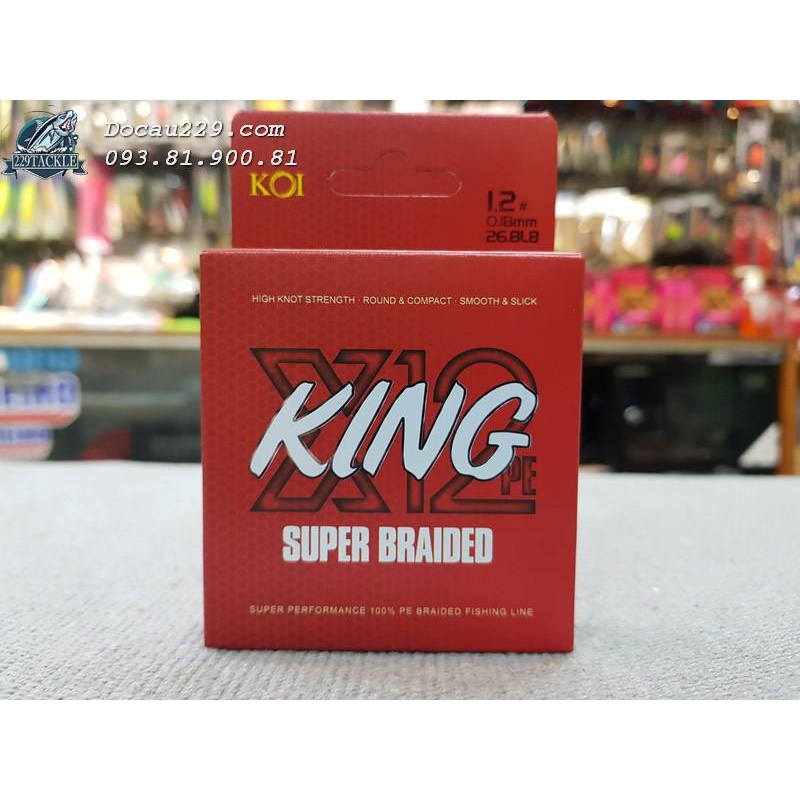 Docau229.com
229TACKLE
093.81.900.81
KOI
1.2#
0.18mm
26.8LB
HIGH KNOT STRENGTH · ROUND & COMPACT · SMOOTH & SLICK
X12
KING
PE
SUPER BRAIDED
SUPER PERFORMANCE 100% PE BRAIDED FISHING LINE